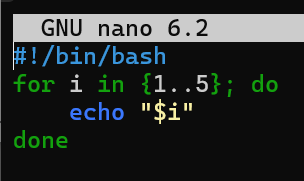 GNU nano 6.2
#!/bin/bash
for i in {1..5}; do
    echo "$i"
done